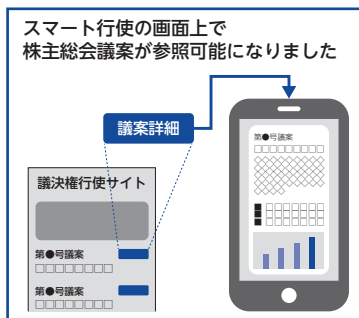 スマート行使の画面上で
株主総会議案が参照可能になりました
議案詳細
議決権行使サイト
第●号議案
□□□□□□□□
第●号議案
□□□□□□□□
第●号議案